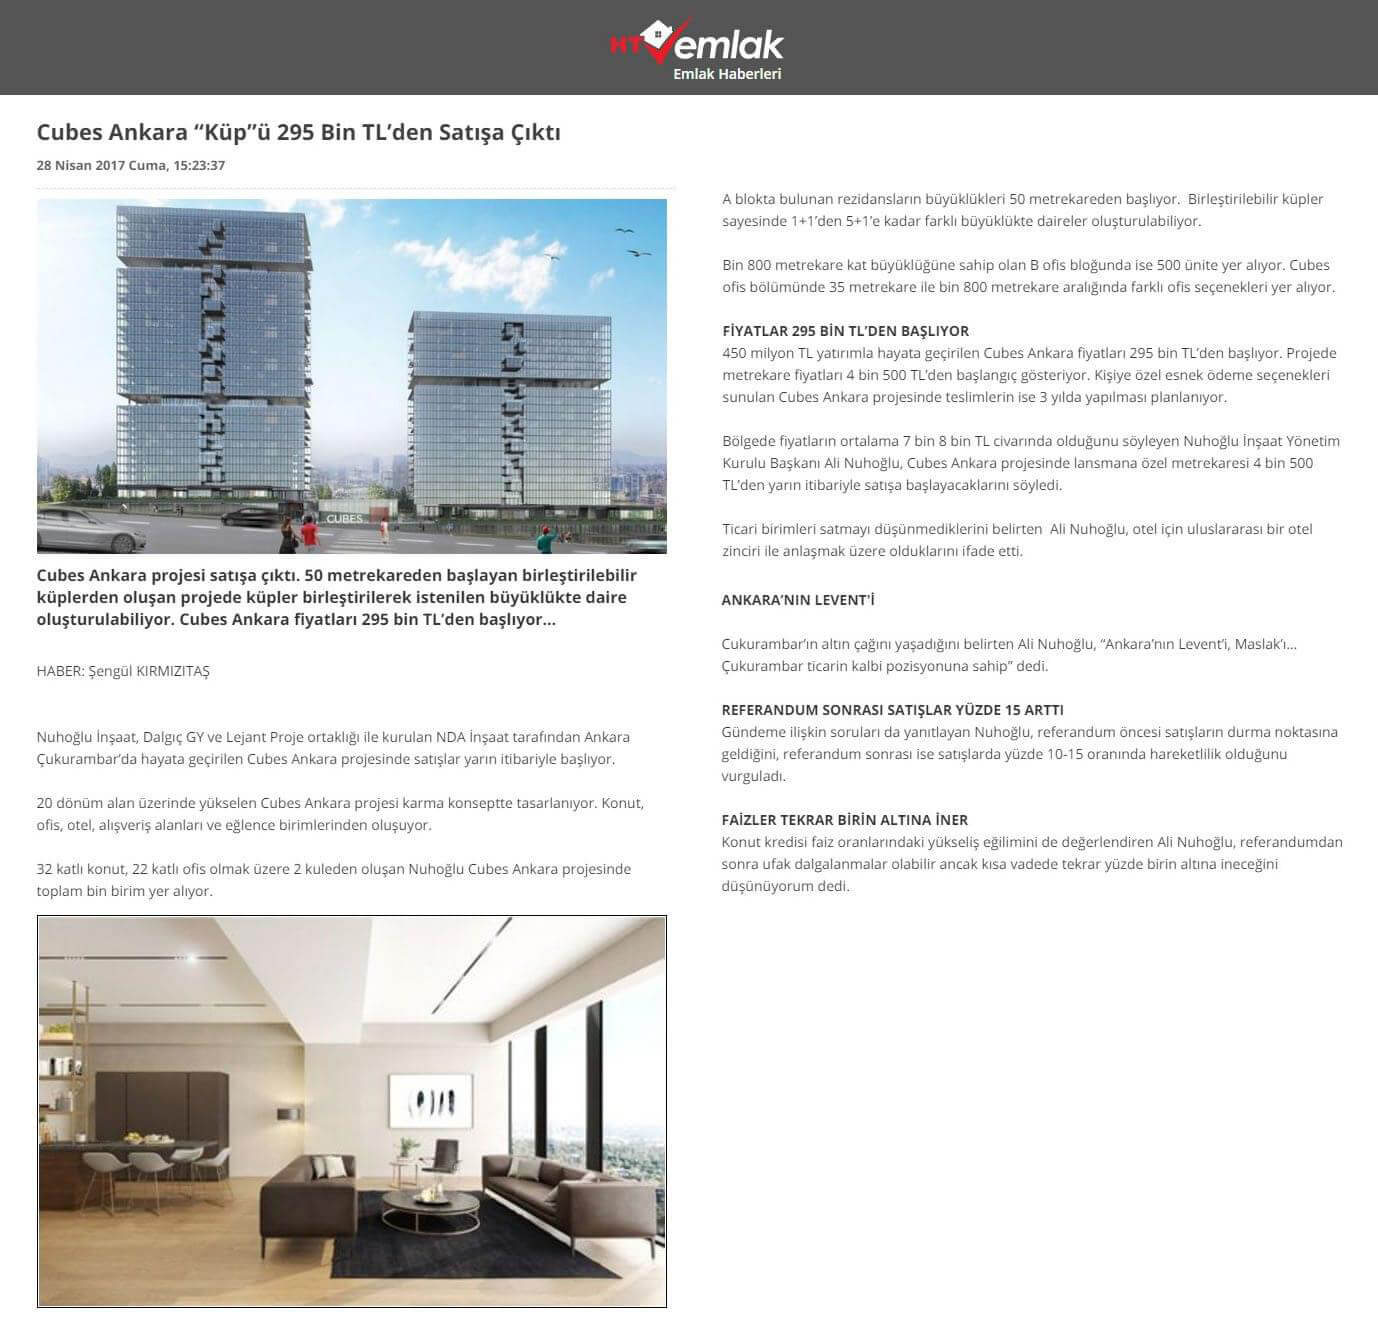 HTemlak
Emlak Haberleri
Cubes Ankara “Küp”ü 295 Bin TL’den Satışa Çıktı
28 Nisan 2017 Cuma, 15:23:37
CUBES
Cubes Ankara projesi satışa çıktı. 50 metrekareden başlayan birleştirilebilir
küplerden oluşan projede küpler birleştirilerek istenilen büyüklükte daire
oluşturulabiliyor. Cubes Ankara fiyatları 295 bin TL’den başlıyor...
HABER: Şengül KIRMIZITAŞ
Nuhoğlu İnşaat, Dalgıç GY ve Lejant Proje ortaklığı ile kurulan NDA İnşaat tarafından Ankara
Çukurambar’da hayata geçirilen Cubes Ankara projesinde satışlar yarın itibariyle başlıyor.
20 dönüm alan üzerinde yükselen Cubes Ankara projesi karma konseptte tasarlanıyor. Konut,
ofis, otel, alışveriş alanları ve eğlence birimlerinden oluşuyor.
32 katlı konut, 22 katlı ofis olmak üzere 2 kuleden oluşan Nuhoğlu Cubes Ankara projesinde
toplam bin birim yer alıyor.
A blokta bulunan rezidansların büyüklükleri 50 metrekareden başlıyor. Birleştirilebilir küpler
sayesinde 1+1’den 5+1’e kadar farklı büyüklükte daireler oluşturulabiliyor.
Bin 800 metrekare kat büyüklüğüne sahip olan B ofis bloğunda ise 500 ünite yer alıyor. Cubes
ofis bölümünde 35 metrekare ile bin 800 metrekare aralığında farklı ofis seçenekleri yer alıyor.
FİYATLAR 295 BİN TL’DEN BAŞLIYOR
450 milyon TL yatırımla hayata geçirilen Cubes Ankara fiyatları 295 bin TL’den başlıyor. Projede
metrekare fiyatları 4 bin 500 TL’den başlangıç gösteriyor. Kişiye özel esnek ödeme seçenekleri
sunulan Cubes Ankara projesinde teslimlerin ise 3 yılda yapılması planlanıyor.
Bölgede fiyatların ortalama 7 bin 8 bin TL civarında olduğunu söyleyen Nuhoğlu İnşaat Yönetim
Kurulu Başkanı Ali Nuhoğlu, Cubes Ankara projesinde lansmana özel metrekaresi 4 bin 500
TL’den yarın itibariyle satışa başlayacaklarını söyledi.
Ticari birimleri satmayı düşünmediklerini belirten Ali Nuhoğlu, otel için uluslararası bir otel
zinciri ile anlaşmak üzere olduklarını ifade etti.
ANKARA’NIN LEVENT'İ
Cukurambar’ın altın çağını yaşadığını belirten Ali Nuhoğlu, “Ankara’nın Levent’i, Maslak’ı...
Çukurambar ticarin kalbi pozisyonuna sahip” dedi.
REFERANDUM SONRASI SATIŞLAR YÜZDE 15 ARTTI
Gündeme ilişkin soruları da yanıtlayan Nuhoğlu, referandum öncesi satışların durma noktasına
geldiğini, referandum sonrası ise satışlarda yüzde 10-15 oranında hareketlilik olduğunu
vurguladı.
FAİZLER TEKRAR BİRİN ALTINA İNER
Konut kredisi faiz oranlarındaki yükseliş eğilimini de değerlendiren Ali Nuhoğlu, referandumdan
sonra ufak dalgalanmalar olabilir ancak kısa vadede tekrar yüzde birin altına ineceğini
düşünüyorum dedi.